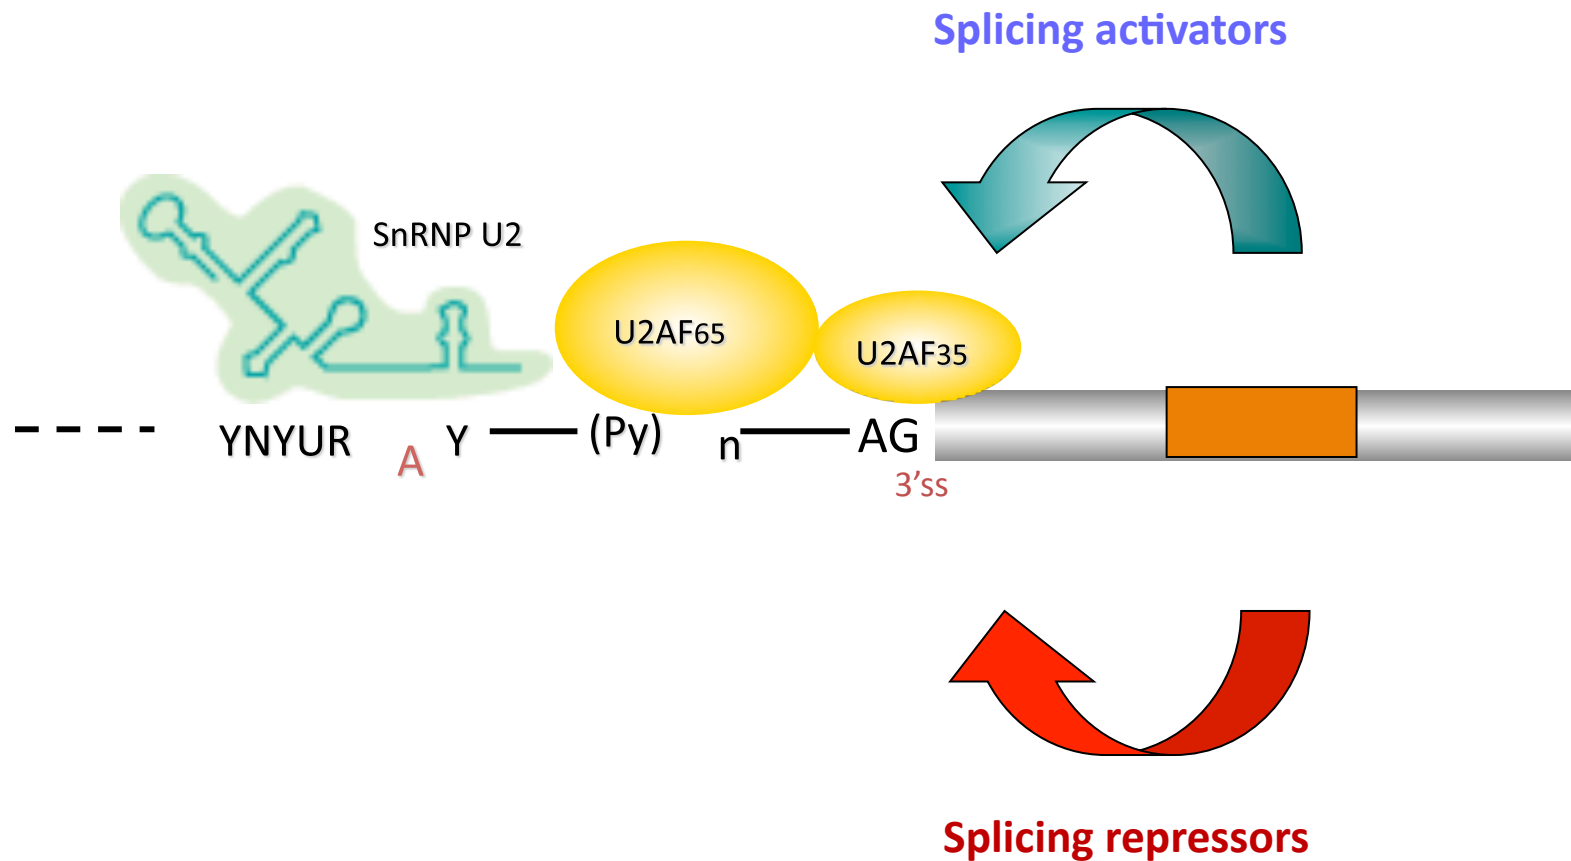 Splicing activators
SnRNP U2
U2AF65
U2AF35
YNYUR A Y (Py) n AG
3’ss
Splicing repressors